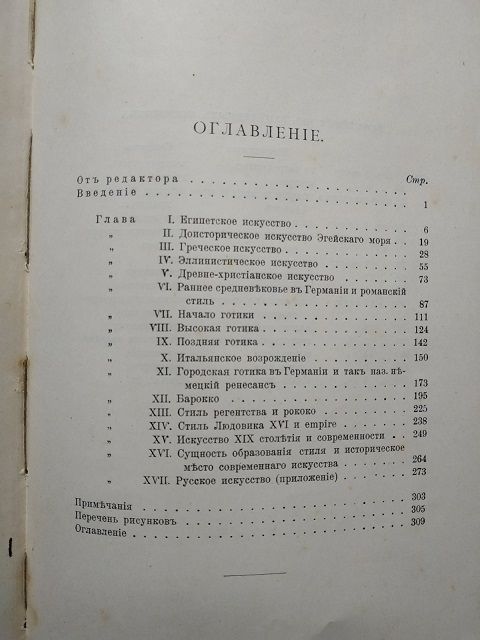 ОГЛАВЛЕНІЕ.
Отъ редактора . . . . . . . . . . . . . . . Стр.
Введеніе . . . . . . . . . . . . . . . . . 1
Глава I. Египетское искусство . . . . . . . . 6
„ II. Доисторическое искусство Эгейскаго моря . . 19
„ III. Греческое искусство . . . . . . . . . 28
„ IV. Эллинистическое искусство . . . . . . 55
„ V. Древне-христіанское искусство . . . . . 73
„ VI. Раннее средневѣковье въ Германіи и романскій
стиль . . . . . . . . . . . . . . 87
„ VII. Начало готики . . . . . . . . . . . 111
„ VIII. Высокая готика . . . . . . . . . . 124
„ IX. Поздняя готика . . . . . . . . . . 142
„ X. Итальянское возрожденіе . . . . . . . 150
„ XI. Городская готика въ Германіи и такъ наз. нѣ-
мецкій ренесансъ . . . . . . . . . 173
„ XII. Барокко . . . . . . . . . . . . . 195
„ XIII. Стиль регентства и рококо . . . . . . 225
„ XIV. Стиль Людовика XVI и empire . . . . . 238
„ XV. Искусство XIX столѣтія и современности . . 249
„ XVI. Сущность образованія стиля и историческое
мѣсто современнаго искусства . . . . . 264
„ XVII. Русское искусство (приложеніе) . . . . . 273
Примѣчанія . . . . . . . . . . . . . . . . 303
Перечень рисунковъ . . . . . . . . . . . . . 305
Оглавленіе . . . . . . . . . . . . . . . . 309